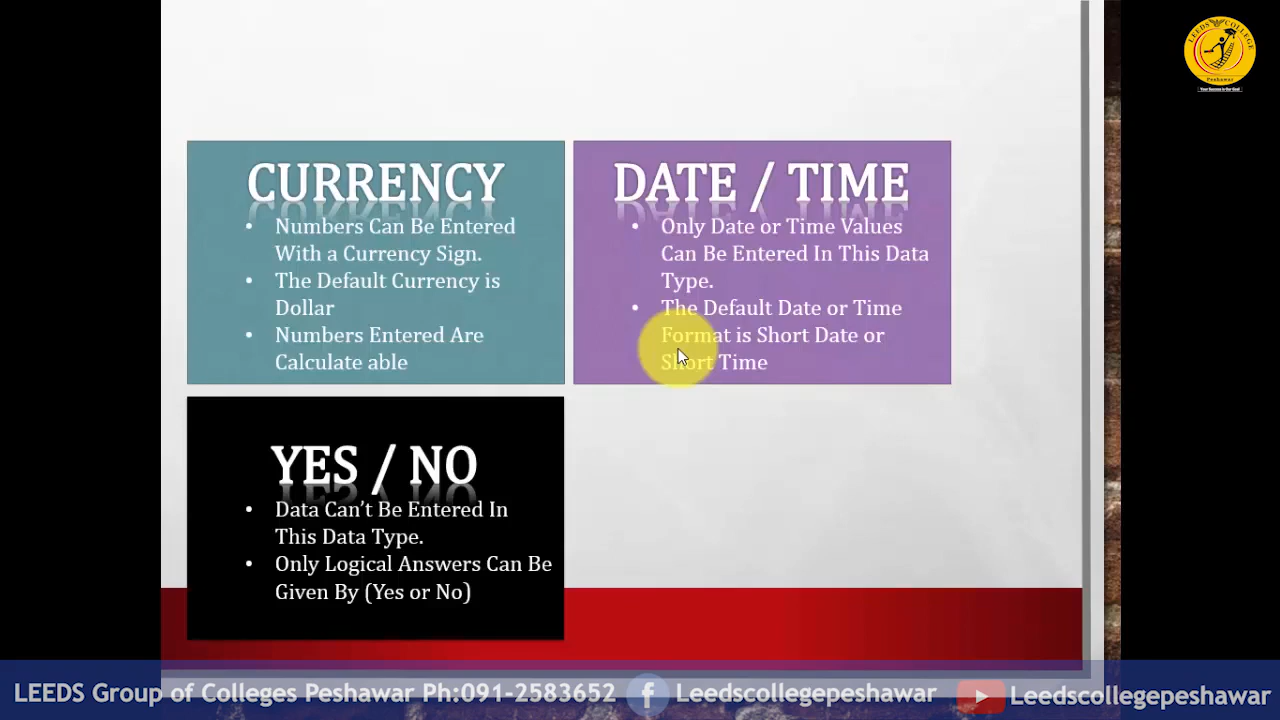 LEEDS COLLEGE
Peshawar
CURRENCY
• Numbers Can Be Entered
With a Currency Sign.
• The Default Currency is
Dollar
• Numbers Entered Are
Calculate able
DATE / TIME
• Only Date or Time Values
Can Be Entered In This Data
Type.
• The Default Date or Time
Format is Short Date or
Short Time
YES / NO
• Data Can’t Be Entered In
This Data Type.
• Only Logical Answers Can Be
Given By (Yes or No)
LEEDS Group of Colleges Peshawar Ph:091-2583652 f Leedscollegepeshawar Leedscollegepeshawar